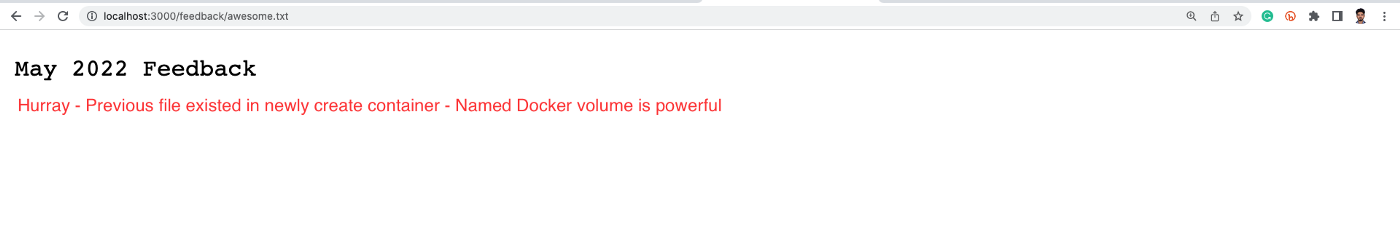 localhost:3000/feedback/awesome.txt
May 2022 Feedback
Hurray - Previous file existed in newly create container - Named Docker volume is powerful